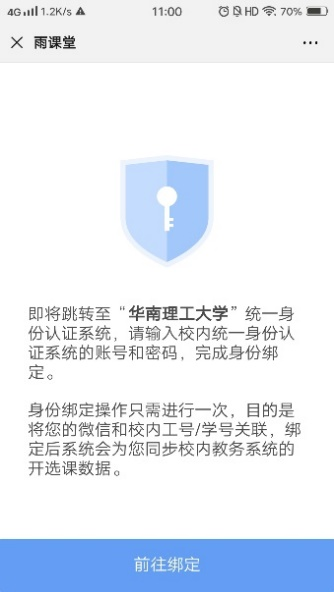 4G 1.2K/s 11:00 HD 70%
雨课堂
即将跳转至“华南理工大学”统一身
份认证系统，请输入校内统一身份认
证系统的账号和密码，完成身份绑
定。
身份绑定操作只需进行一次，目的是
将您的微信和校内工号/学号关联，绑
定后系统会为您同步校内教务系统的
开选课数据。
前往绑定